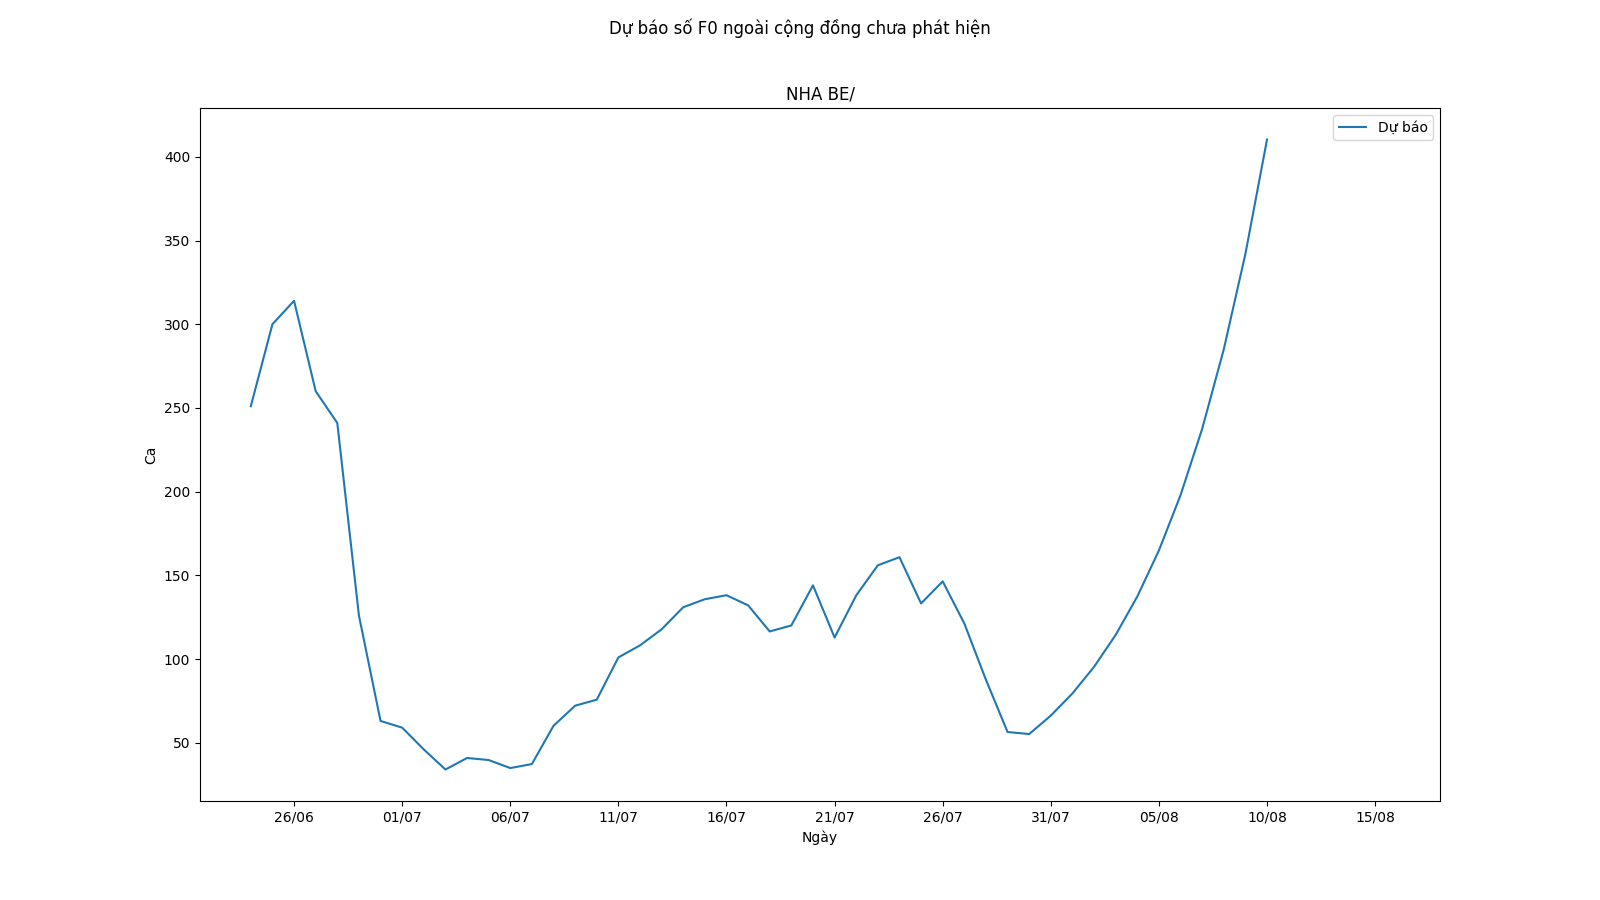 Dự báo số F0 ngoài cộng đồng chưa phát hiện
NHA BE/
Dự báo
Ca
400
350
300
250
200
150
100
50
26/06 01/07 06/07 11/07 16/07 21/07 26/07 31/07 05/08 10/08 15/08
Ngày